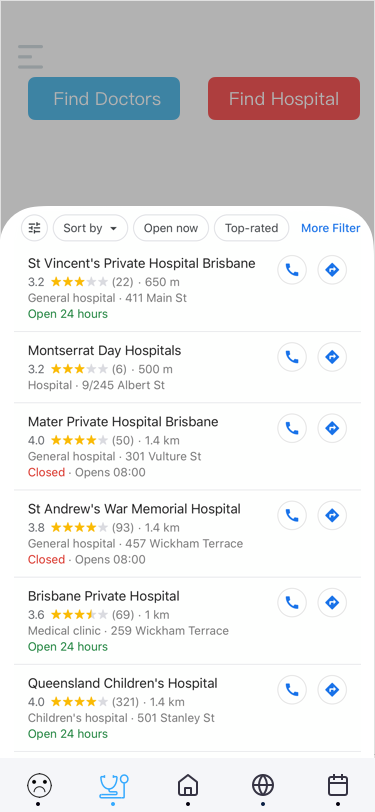 Find Doctors
Find Hospital
Sort by
Open now
Top-rated
More Filter
St Vincent's Private Hospital Brisbane
3.2 (22) · 650 m
General hospital · 411 Main St
Open 24 hours
Montserrat Day Hospitals
3.2 (6) · 500 m
Hospital · 9/245 Albert St
Mater Private Hospital Brisbane
4.0 (50) · 1.4 km
General hospital · 301 Vulture St
Closed · Opens 08:00
St Andrew's War Memorial Hospital
3.8 (93) · 1.4 km
General hospital · 457 Wickham Terrace
Closed · Opens 08:00
Brisbane Private Hospital
3.6 (69) · 1 km
Medical clinic · 259 Wickham Terrace
Open 24 hours
Queensland Children's Hospital
4.0 (321) · 1.4 km
Children's hospital · 501 Stanley St
Open 24 hours